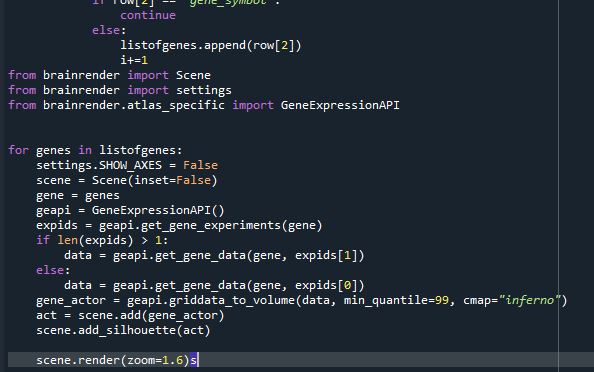 if row[2] == "gene_symbol":
continue
else:
listofgenes.append(row[2])
i+=1
from brainrender import Scene
from brainrender import settings
from brainrender.atlas_specific import GeneExpressionAPI
for genes in listofgenes:
settings.SHOW_AXES = False
scene = Scene(inset=False)
gene = genes
geapi = GeneExpressionAPI()
expids = geapi.get_gene_experiments(gene)
if len(expids) > 1:
data = geapi.get_gene_data(gene, expids[1])
else:
data = geapi.get_gene_data(gene, expids[0])
gene_actor = geapi.griddata_to_volume(data, min_quantile=99, cmap="inferno")
act = scene.add(gene_actor)
scene.add_silhouette(act)
scene.render(zoom=1.6)s